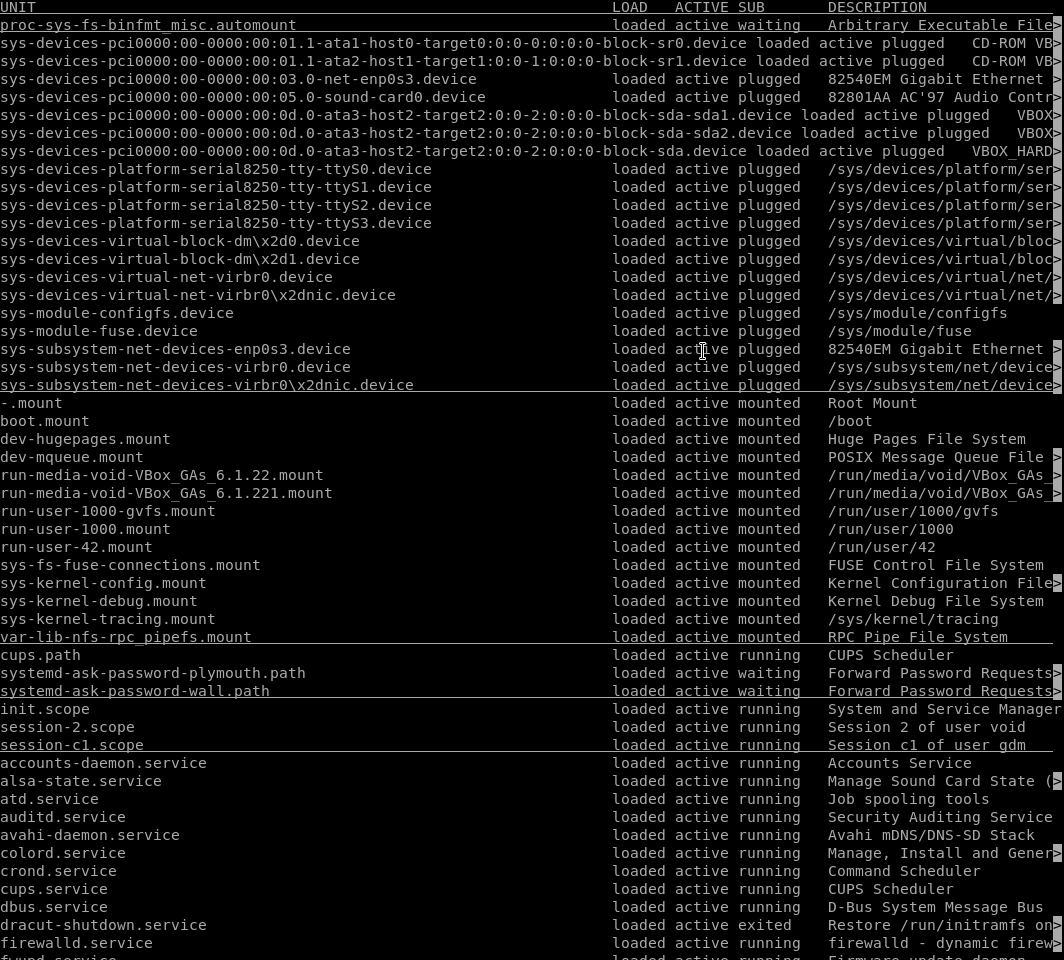 UNIT LOAD ACTIVE SUB DESCRIPTION
proc-sys-fs-binfmt_misc.automount loaded active waiting Arbitrary Executable File>
sys-devices-pci0000:00-0000:00:01.1-ata1-host0-target0:0:0-0:0:0:0-block-sr0.device loaded active plugged CD-ROM VB>
sys-devices-pci0000:00-0000:00:01.1-ata2-host1-target1:0:0-1:0:0:0-block-sr1.device loaded active plugged CD-ROM VB>
sys-devices-pci0000:00-0000:00:03.0-net-enp0s3.device loaded active plugged 82540EM Gigabit Ethernet >
sys-devices-pci0000:00-0000:00:05.0-sound-card0.device loaded active plugged 82801AA AC'97 Audio Contr>
sys-devices-pci0000:00-0000:00:0d.0-ata3-host2-target2:0:0-2:0:0:0-block-sda-sda1.device loaded active plugged VBOX>
sys-devices-pci0000:00-0000:00:0d.0-ata3-host2-target2:0:0-2:0:0:0-block-sda-sda2.device loaded active plugged VBOX>
sys-devices-pci0000:00-0000:00:0d.0-ata3-host2-target2:0:0-2:0:0:0-block-sda.device loaded active plugged VBOX_HARD>
sys-devices-platform-serial8250-tty-ttyS0.device loaded active plugged /sys/devices/platform/ser>
sys-devices-platform-serial8250-tty-ttyS1.device loaded active plugged /sys/devices/platform/ser>
sys-devices-platform-serial8250-tty-ttyS2.device loaded active plugged /sys/devices/platform/ser>
sys-devices-platform-serial8250-tty-ttyS3.device loaded active plugged /sys/devices/platform/ser>
sys-devices-virtual-block-dm\x2d0.device loaded active plugged /sys/devices/virtual/bloc>
sys-devices-virtual-block-dm\x2d1.device loaded active plugged /sys/devices/virtual/bloc>
sys-devices-virtual-net-virbr0.device loaded active plugged /sys/devices/virtual/net/>
sys-devices-virtual-net-virbr0\x2dnic.device loaded active plugged /sys/devices/virtual/net/>
sys-module-configfs.device loaded active plugged /sys/module/configfs
sys-module-fuse.device loaded active plugged /sys/module/fuse
sys-subsystem-net-devices-enp0s3.device loaded active plugged 82540EM Gigabit Ethernet >
sys-subsystem-net-devices-virbr0.device loaded active plugged /sys/subsystem/net/device>
sys-subsystem-net-devices-virbr0\x2dnic.device loaded active plugged /sys/subsystem/net/device>
-.mount loaded active mounted Root Mount
boot.mount loaded active mounted /boot
dev-hugepages.mount loaded active mounted Huge Pages File System
dev-mqueue.mount loaded active mounted POSIX Message Queue File >
run-media-void-VBox_GAs_6.1.22.mount loaded active mounted /run/media/void/VBox_GAs_>
run-media-void-VBox_GAs_6.1.221.mount loaded active mounted /run/media/void/VBox_GAs_>
run-user-1000-gvfs.mount loaded active mounted /run/user/1000/gvfs
run-user-1000.mount loaded active mounted /run/user/1000
run-user-42.mount loaded active mounted /run/user/42
sys-fs-fuse-connections.mount loaded active mounted FUSE Control File System
sys-kernel-config.mount loaded active mounted Kernel Configuration File>
sys-kernel-debug.mount loaded active mounted Kernel Debug File System
sys-kernel-tracing.mount loaded active mounted /sys/kernel/tracing
var-lib-nfs-rpc_pipefs.mount loaded active mounted RPC Pipe File System
cups.path loaded active running CUPS Scheduler
systemd-ask-password-plymouth.path loaded active waiting Forward Password Requests>
systemd-ask-password-wall.path loaded active waiting Forward Password Requests>
init.scope loaded active running System and Service Manager
session-2.scope loaded active running Session 2 of user void
session-c1.scope loaded active running Session c1 of user gdm
accounts-daemon.service loaded active running Accounts Service
alsa-state.service loaded active running Manage Sound Card State (>
atd.service loaded active running Job spooling tools
auditd.service loaded active running Security Auditing Service
avahi-daemon.service loaded active running Avahi mDNS/DNS-SD Stack
colord.service loaded active running Manage, Install and Gener>
crond.service loaded active running Command Scheduler
cups.service loaded active running CUPS Scheduler
dbus.service loaded active running D-Bus System Message Bus
dracut-shutdown.service loaded active exited Restore /run/initramfs on>
firewalld.service loaded active running firewalld - dynamic firew>
fwupd.service loaded active running Firmware update daemon